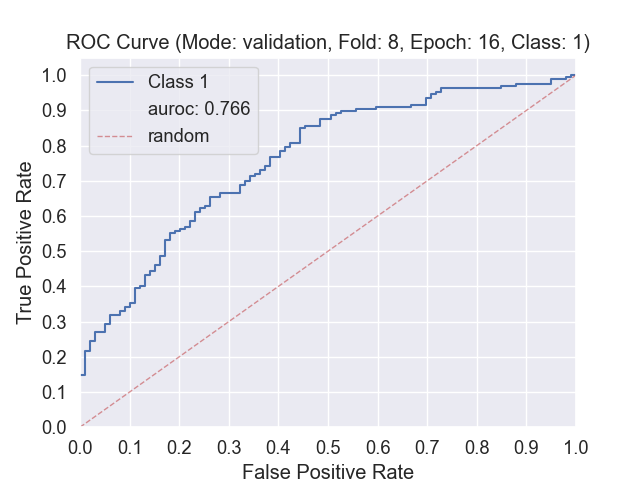 ROC Curve (Mode: validation, Fold: 8, Epoch: 16, Class: 1)
Class 1
auroc: 0.766
random
True Positive Rate
1.0
0.9
0.8
0.7
0.6
0.5
0.4
0.3
0.2
0.1
0.0
0.0 0.1 0.2 0.3 0.4 0.5 0.6 0.7 0.8 0.9 1.0
False Positive Rate